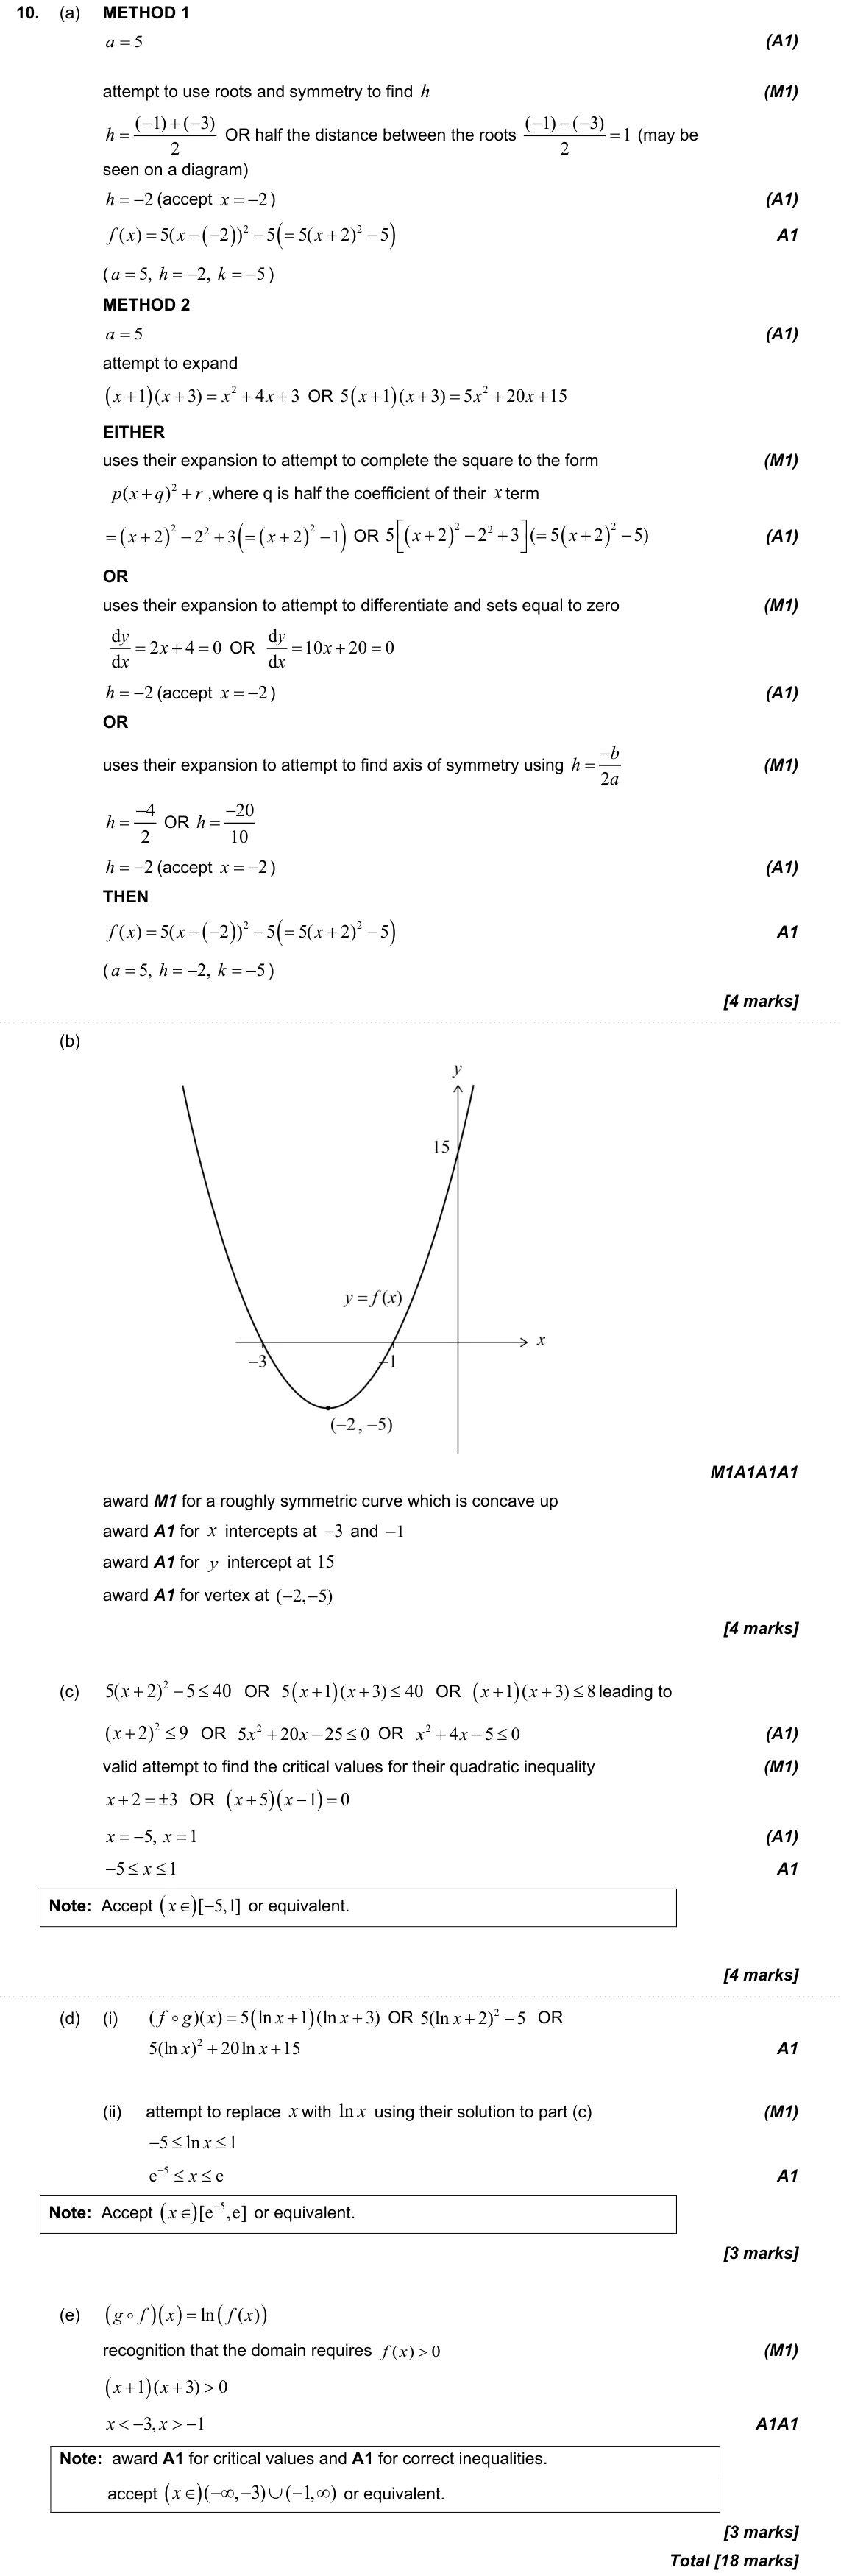 10. (a) METHOD 1
a = 5 (A1)
attempt to use roots and symmetry to find h (M1)
h = \frac{(−1)+(−3)}{2} OR half the distance between the roots \frac{(−1)−(−3)}{2} = 1 (may be
seen on a diagram)
h = −2 (accept x = −2) (A1)
f(x) = 5(x−(−2))² − 5(= 5(x+2)² − 5) A1
(a = 5, h = −2, k = −5)
METHOD 2
a = 5 (A1)
attempt to expand
(x+1)(x+3) = x² + 4x + 3 OR 5(x+1)(x+3) = 5x² + 20x + 15
EITHER
uses their expansion to attempt to complete the square to the form (M1)
p(x+q)² + r ,where q is half the coefficient of their x term
= (x+2)² − 2² + 3(= (x+2)² − 1) OR 5[(x+2)² − 2² + 3](= 5(x+2)² − 5) (A1)
OR
uses their expansion to attempt to differentiate and sets equal to zero (M1)
\frac{dy}{dx} = 2x + 4 = 0 OR \frac{dy}{dx} = 10x + 20 = 0
h = −2 (accept x = −2) (A1)
OR
uses their expansion to attempt to find axis of symmetry using h = \frac{−b}{2a} (M1)
h = \frac{−4}{2} OR h = \frac{−20}{10}
h = −2 (accept x = −2) (A1)
THEN
f(x) = 5(x−(−2))² − 5(= 5(x+2)² − 5) A1
(a = 5, h = −2, k = −5)
[4 marks]
(b)
y
15
y = f(x)
x
−3 −1
(−2, −5)
M1A1A1A1
award M1 for a roughly symmetric curve which is concave up
award A1 for x intercepts at −3 and −1
award A1 for y intercept at 15
award A1 for vertex at (−2,−5)
[4 marks]
(c) 5(x+2)² − 5 ≤ 40 OR 5(x+1)(x+3) ≤ 40 OR (x+1)(x+3) ≤ 8 leading to
(x+2)² ≤ 9 OR 5x² + 20x − 25 ≤ 0 OR x² + 4x − 5 ≤ 0 (A1)
valid attempt to find the critical values for their quadratic inequality (M1)
x + 2 = ±3 OR (x+5)(x−1) = 0
x = −5, x = 1 (A1)
−5 ≤ x ≤ 1 A1
Note: Accept (x ∈)[−5,1] or equivalent.
[4 marks]
(d) (i) (f ∘ g)(x) = 5(ln x + 1)(ln x + 3) OR 5(ln x + 2)² − 5 OR
5(ln x)² + 20 ln x + 15 A1
(ii) attempt to replace x with ln x using their solution to part (c) (M1)
−5 ≤ ln x ≤ 1
e⁻⁵ ≤ x ≤ e A1
Note: Accept (x ∈)[e⁻⁵,e] or equivalent.
[3 marks]
(e) (g ∘ f)(x) = ln(f(x))
recognition that the domain requires f(x) > 0 (M1)
(x+1)(x+3) > 0
x < −3, x > −1 A1A1
Note: award A1 for critical values and A1 for correct inequalities.
accept (x ∈)(−∞,−3)∪(−1,∞) or equivalent.
[3 marks]
Total [18 marks]